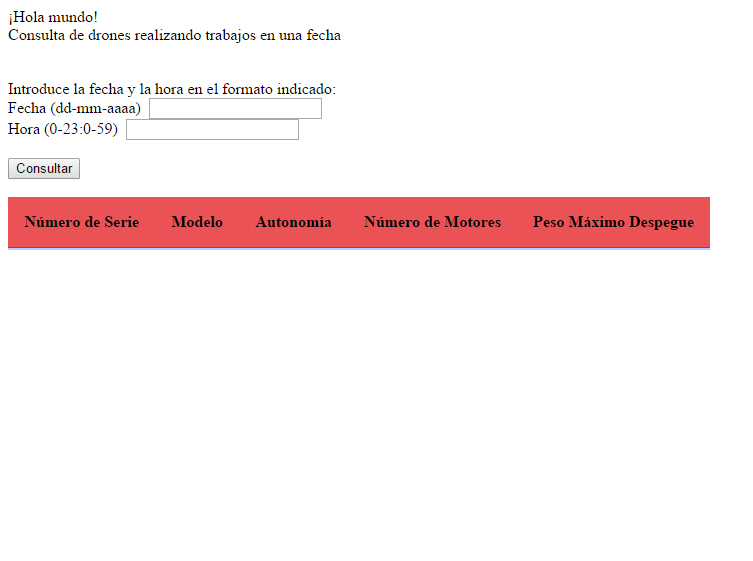 ¡Hola mundo!
Consulta de drones realizando trabajos en una fecha
Introduce la fecha y la hora en el formato indicado:
Fecha (dd-mm-aaaa)
Hora (0-23:0-59)
Consultar
Número de Serie Modelo Autonomía Número de Motores Peso Máximo Despegue